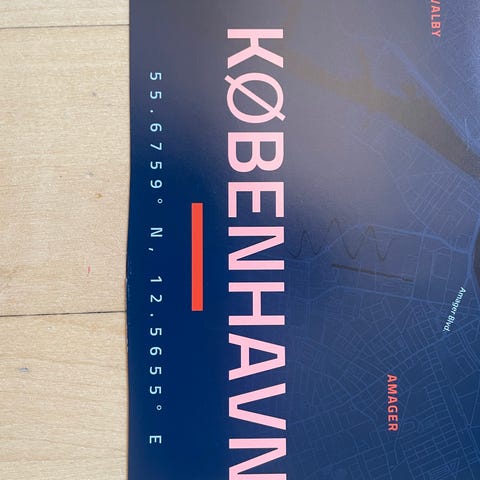 VALBY
Amager Blvd.
AMAGER
KØBENHAVN
55.6759° N, 12.5655° E